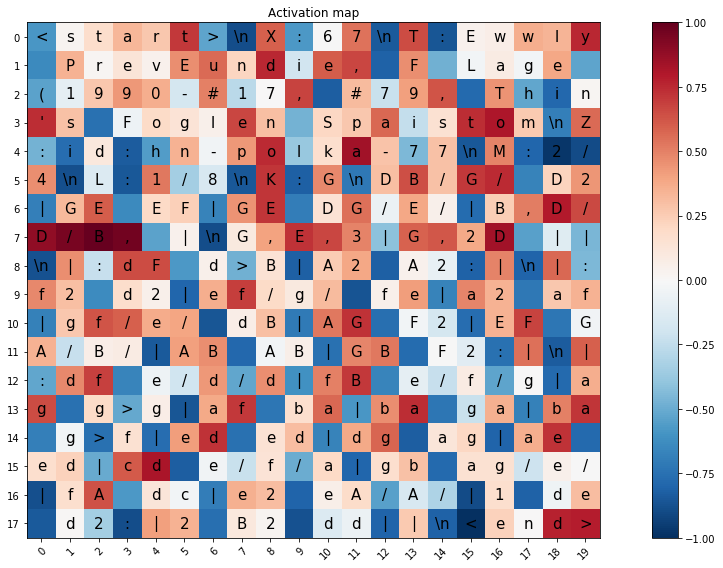 Activation map
0 < s t a r t > \n X : 6 7 \n T : E w w l y
1 P r e v E u n d i e , F L a g e
2 ( 1 9 9 0 - # 1 7 , # 7 9 , T h i n
3 ' s F o g l e n S p a i s t o m \n Z
4 : i d : h n - p o l k a - 7 7 \n M : 2 /
5 4 \n L : 1 / 8 \n K : G \n D B / G / D 2
6 | G E E F | G E D G / E / | B , D /
7 D / B , | \n G , E , 3 | G , 2 D | |
8 \n | : d F d > B | A 2 A 2 : | \n | :
9 f 2 d 2 | e f / g / f e | a 2 a f
10 | g f / e / d B | A G F 2 | E F G
11 A / B / | A B A B | G B F 2 : | \n |
12 : d f e / d / d | f B e / f / g | a
13 g g > g | a f b a | b a g a | b a
14 g > f | e d e d | d g a g | a e
15 e d | c d e / f / a | g b a g / e /
16 | f A d c | e 2 e A / A / | 1 d e
17 d 2 : | 2 B 2 d d | | \n < e n d >
0 1 2 3 4 5 6 7 8 9 10 11 12 13 14 15 16 17 18 19
1.00
0.75
0.50
0.25
0.00
−0.25
−0.50
−0.75
−1.00